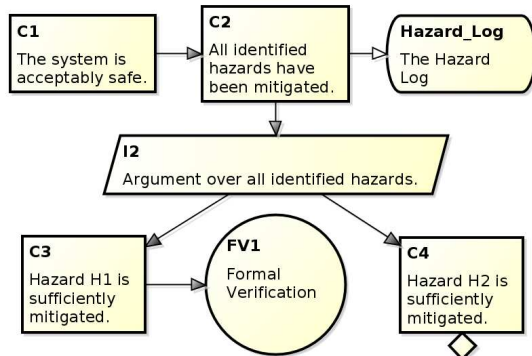 C1
The system is
acceptably safe.
C2
All identified
hazards have
been mitigated.
Hazard_Log
The Hazard
Log
I2
Argument over all identified hazards.
C3
Hazard H1 is
sufficiently
mitigated.
FV1
Formal
Verification
C4
Hazard H2 is
sufficiently
mitigated.